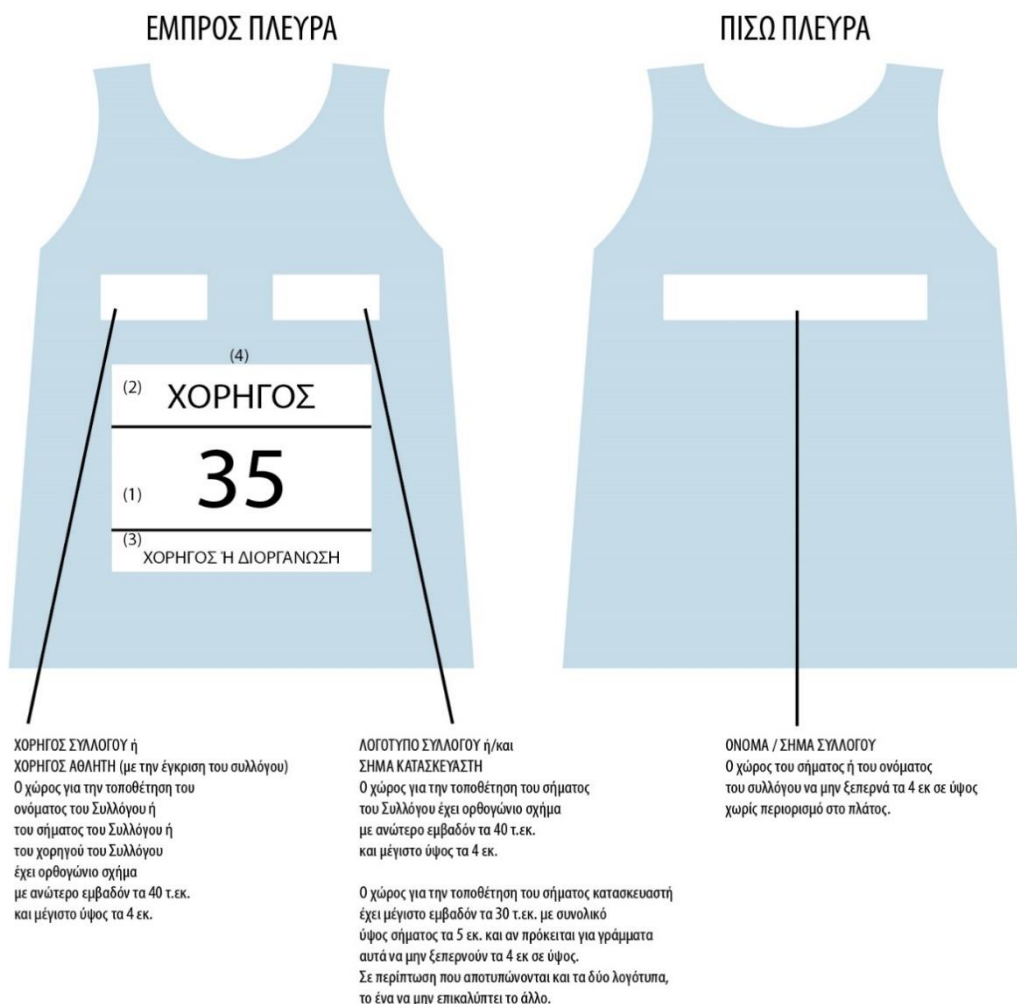 ΕΜΠΡΟΣ ΠΛΕΥΡΑ
ΠΙΣΩ ΠΛΕΥΡΑ
(4)
(2) ΧΟΡΗΓΟΣ
(1) 35
(3)
ΧΟΡΗΓΟΣ Ή ΔΙΟΡΓΑΝΩΣΗ
ΧΟΡΗΓΟΣ ΣΥΛΛΟΓΟΥ ή
ΧΟΡΗΓΟΣ ΑΘΛΗΤΗ (με την έγκριση του συλλόγου)
Ο χώρος για την τοποθέτηση του
ονόματος του Συλλόγου ή
του σήματος του Συλλόγου ή
του χορηγού του Συλλόγου
έχει ορθογώνιο σχήμα
με ανώτερο εμβαδόν τα 40 τ.εκ.
και μέγιστο ύψος τα 4 εκ.
ΛΟΓΟΤΥΠΟ ΣΥΛΛΟΓΟΥ ή/και
ΣΗΜΑ ΚΑΤΑΣΚΕΥΑΣΤΗ
Ο χώρος για την τοποθέτηση του σήματος
του Συλλόγου έχει ορθογώνιο σχήμα
με ανώτερο εμβαδόν τα 40 τ.εκ.
και μέγιστο ύψος τα 4 εκ.
Ο χώρος για την τοποθέτηση του σήματος κατασκευαστή
έχει μέγιστο εμβαδόν τα 30 τ.εκ. με συνολικό
ύψος σήματος τα 5 εκ. και αν πρόκειται για γράμματα
αυτά να μην ξεπερνούν τα 4 εκ σε ύψος.
Σε περίπτωση που αποτυπώνονται και τα δύο λογότυπα,
το ένα να μην επικαλύπτει το άλλο.
ΟΝΟΜΑ / ΣΗΜΑ ΣΥΛΛΟΓΟΥ
Ο χώρος του σήματος ή του ονόματος
του συλλόγου να μην ξεπερνά τα 4 εκ σε ύψος
χωρίς περιορισμό στο πλάτος.